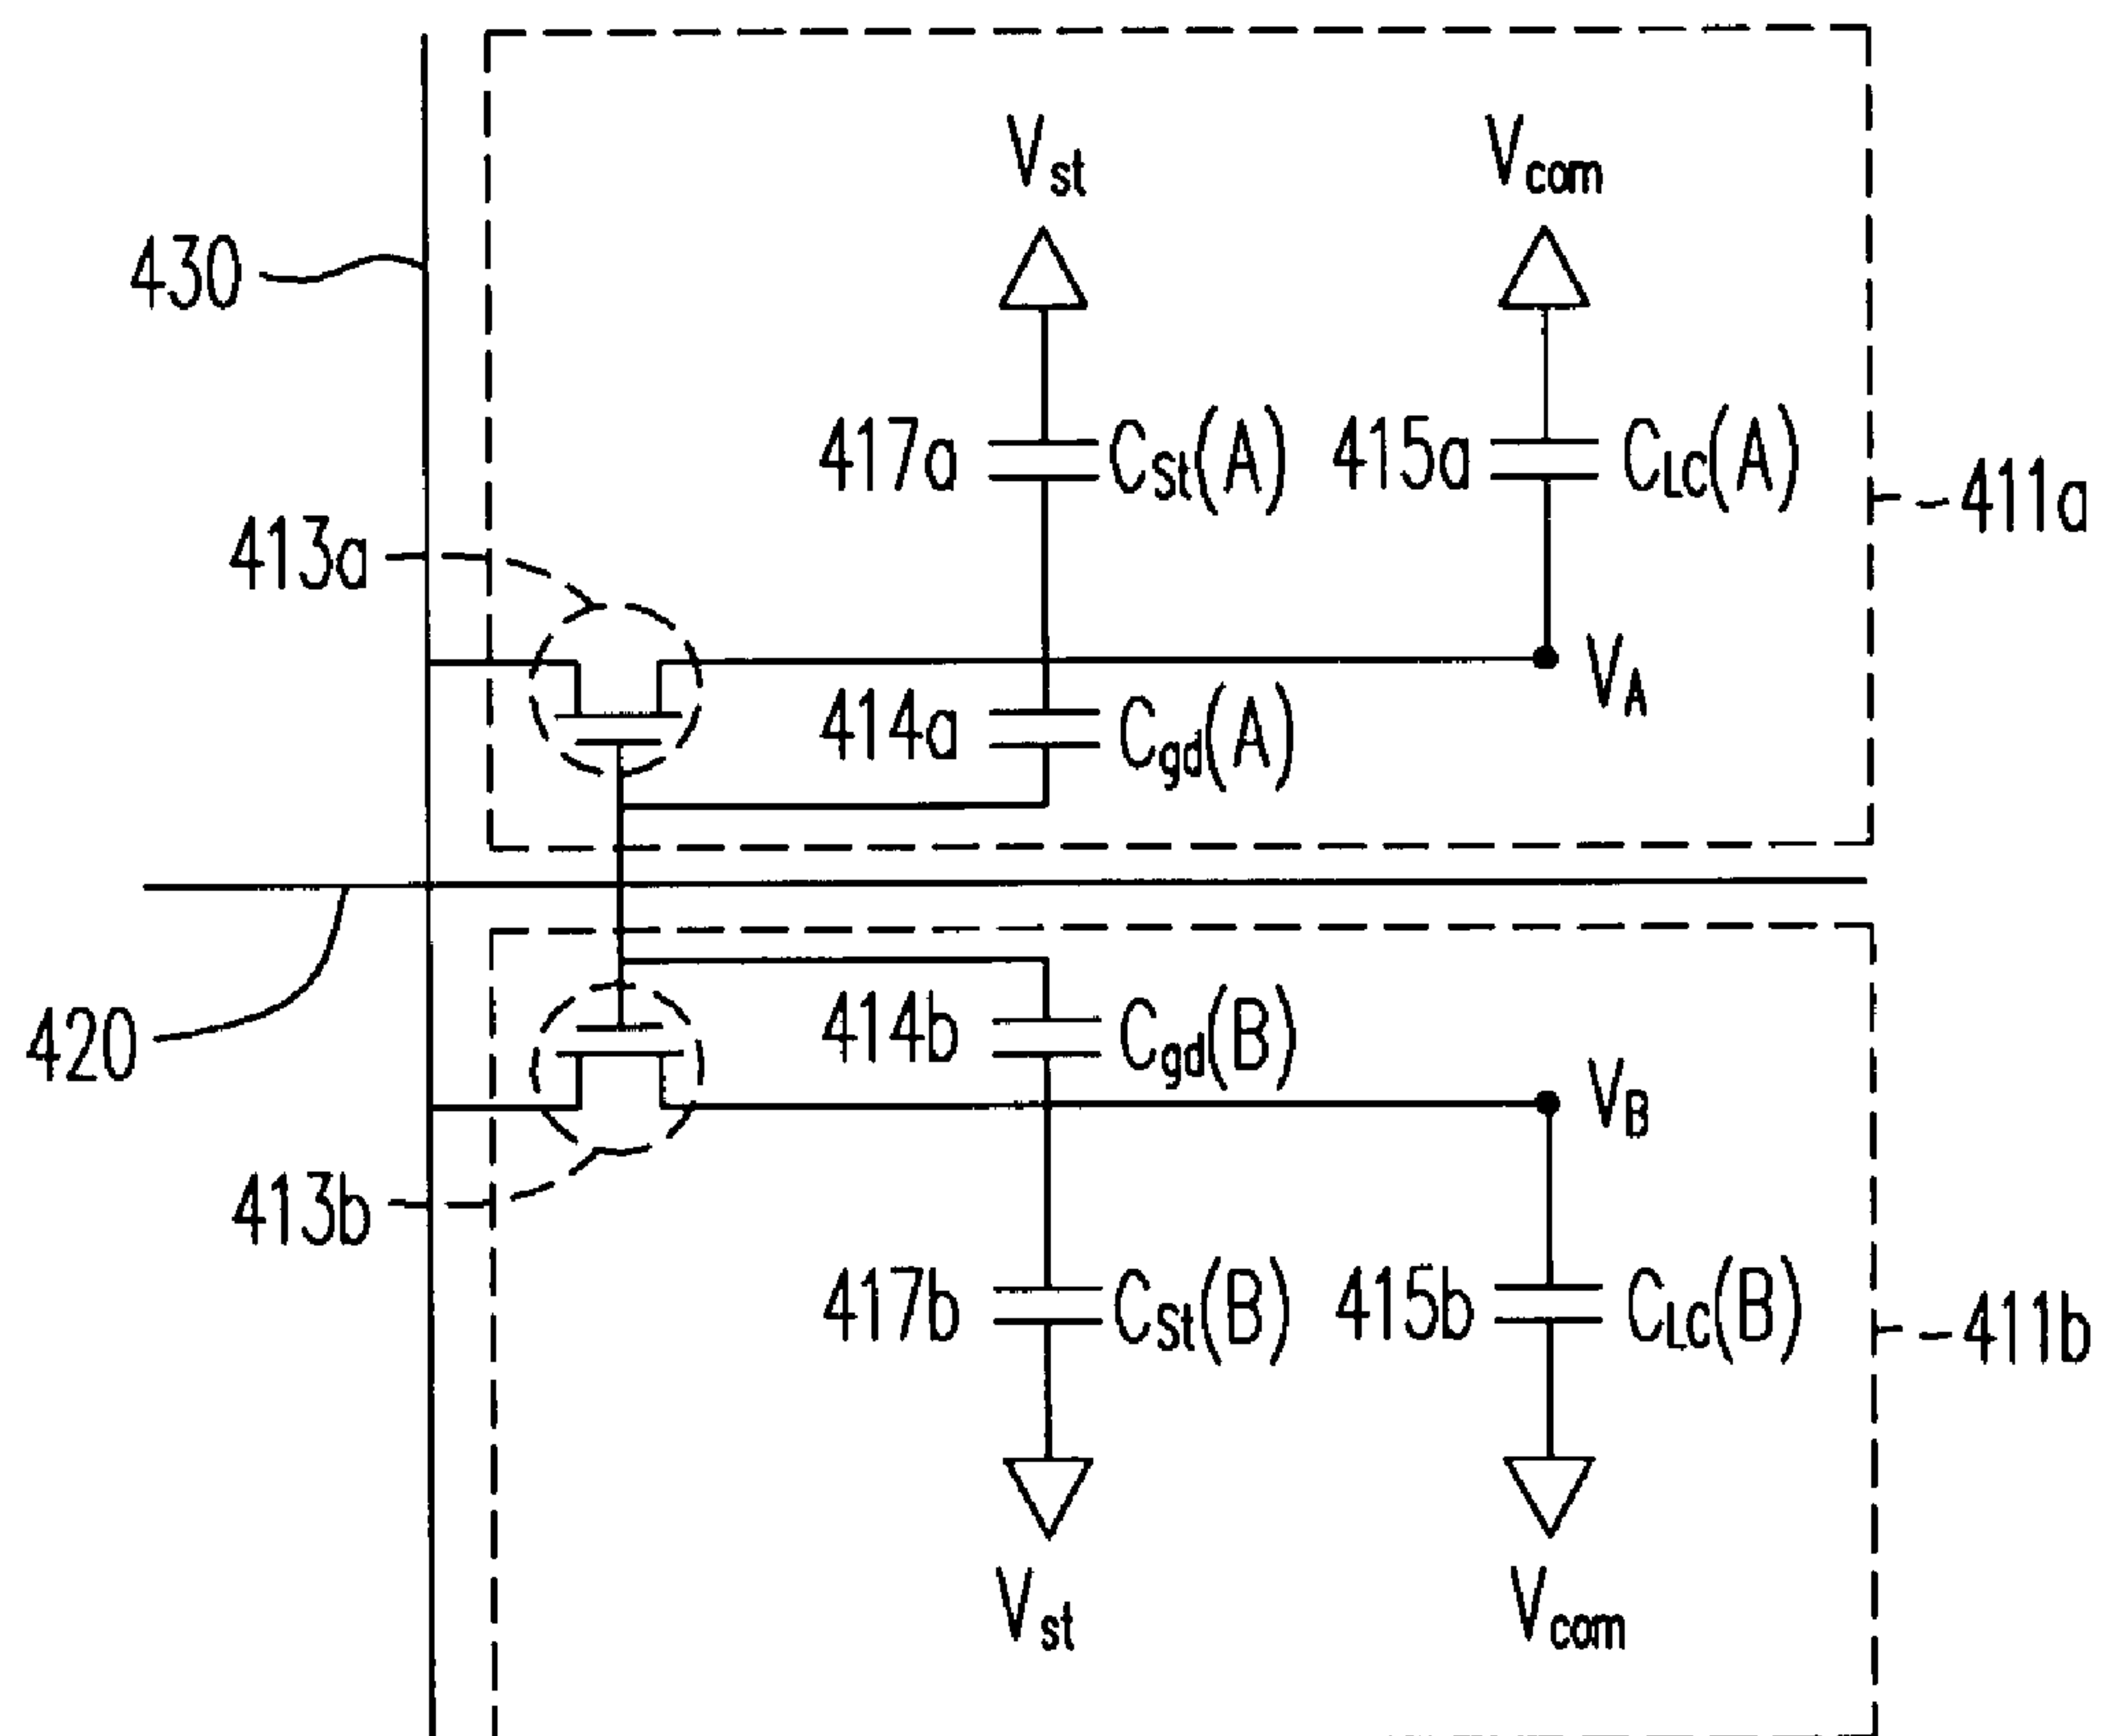 Vst Vcom
430
417a Cst(A) 415a CLC(A)
411a
413a
VA
414a Cgd(A)
420
414b Cgd(B)
VB
413b
417b Cst(B) 415b CLC(B)
411b
Vst Vcom